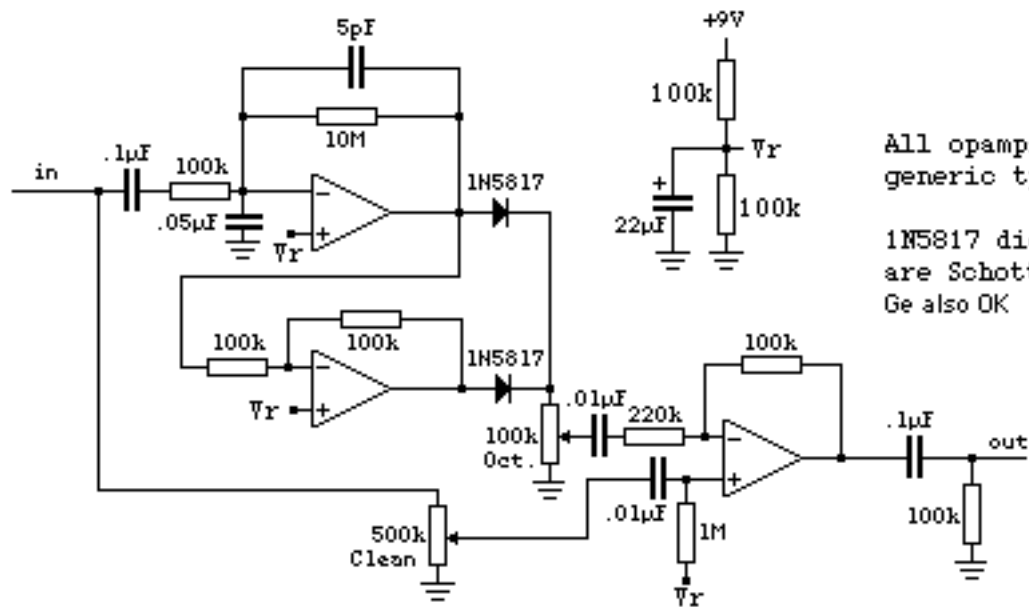 5pF
10M
in
.1µF
100k
.05µF
Vr
1N5817
100k
100k
1N5817
Vr
+9V
100k
Vr
+
22µF
100k
All opamp
generic
1N5817
are
Ge also OK
100k
Oct.
.01µF
220k
100k
.01µF
1M
Vr
500k
Clean
.1µF
out
100k